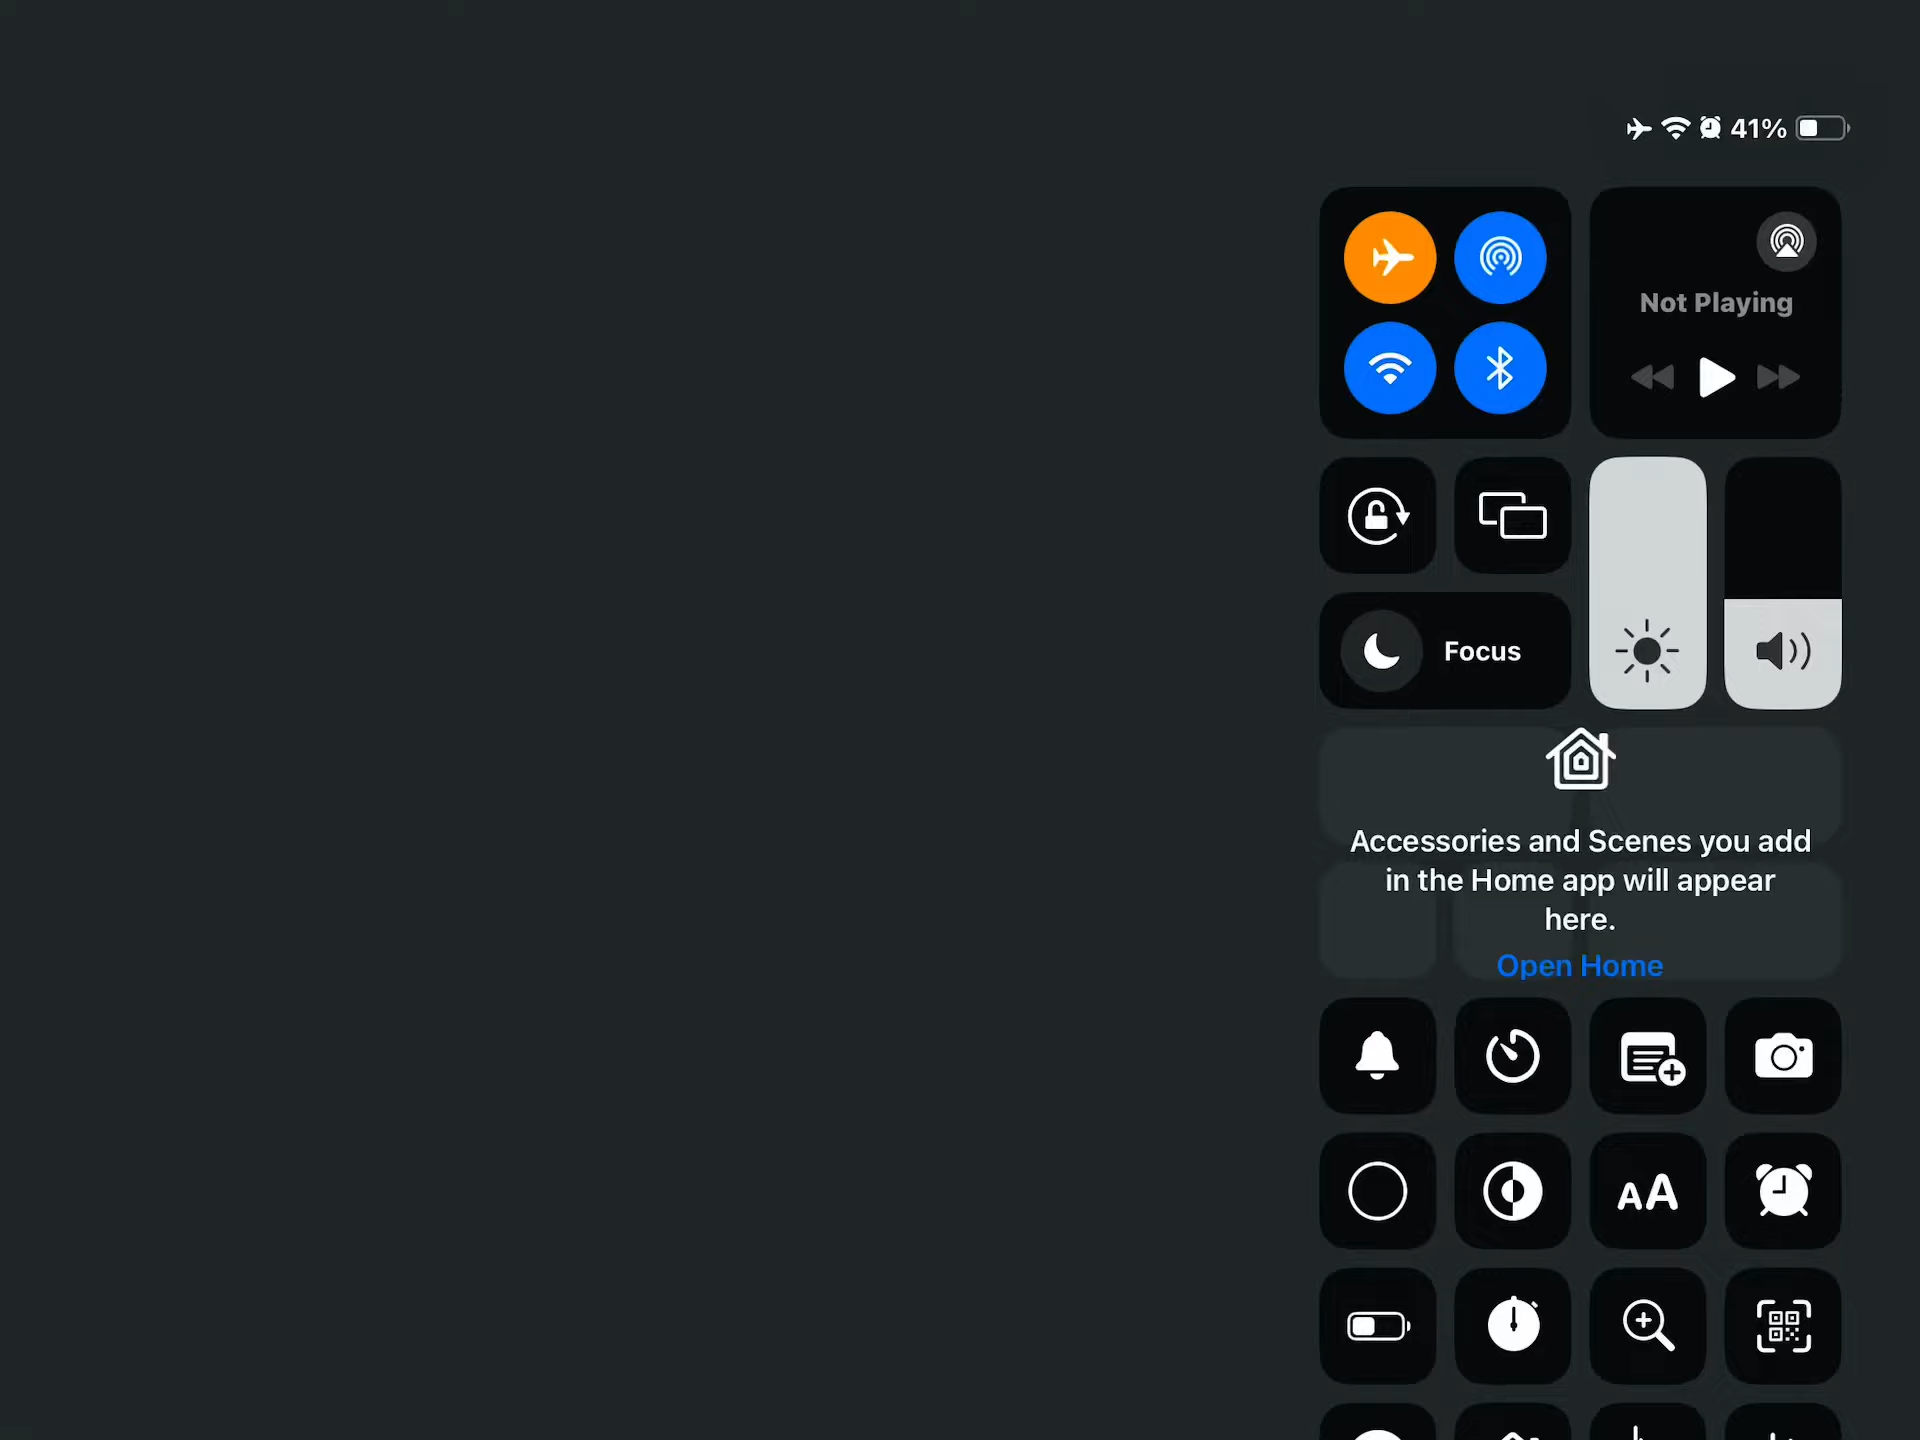 41%
Not Playing
Focus
Accessories and Scenes you add
in the Home app will appear
here.
Open Home
AA